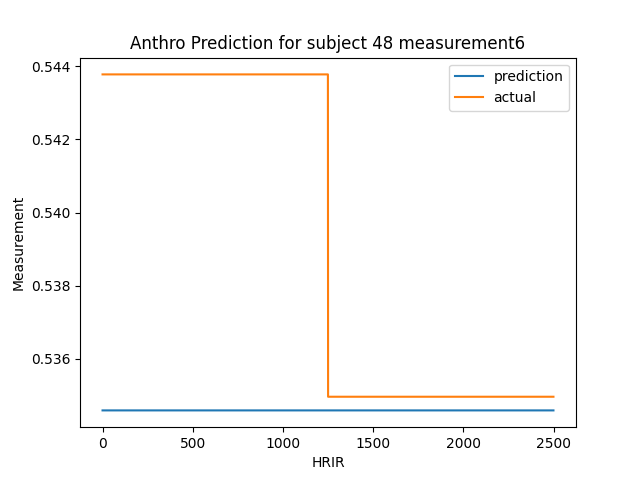 Anthro Prediction for subject 48 measurement6
prediction
actual
Measurement
0.544
0.542
0.540
0.538
0.536
0 500 1000 1500 2000 2500
HRIR